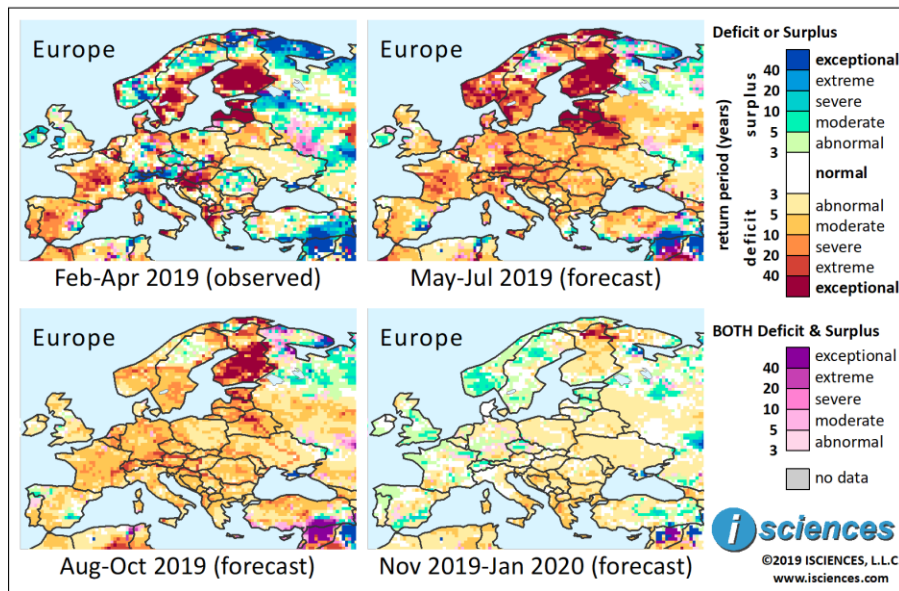 Europe
Feb-Apr 2019 (observed)
Europe
May-Jul 2019 (forecast)
Europe
Aug-Oct 2019 (forecast)
Europe
Nov 2019-Jan 2020 (forecast)
Deficit or Surplus
return period (years)
surplus
deficit
40
20
10
5
3
3
5
10
20
40
exceptional
extreme
severe
moderate
abnormal
normal
abnormal
moderate
severe
extreme
exceptional
BOTH Deficit & Surplus
40
20
10
5
3
exceptional
extreme
severe
moderate
abnormal
no data
i sciences
©2019 ISCIENCES, L.L.C
www.isciences.com